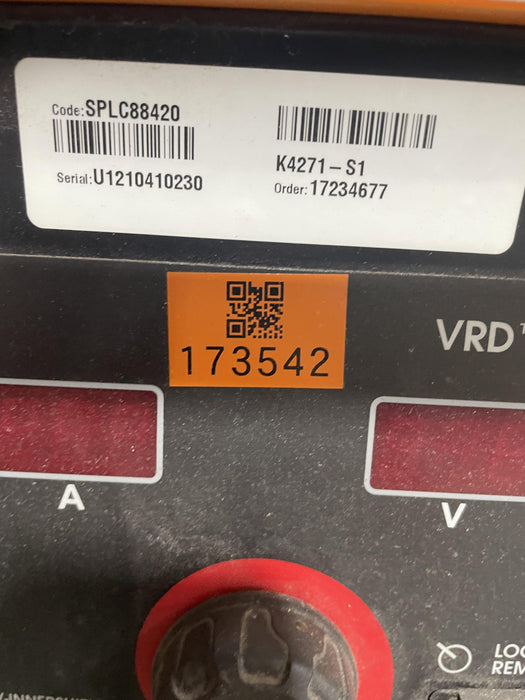 Code:SPLC88420
Serial:U1210410230
K4271-S1
Order:17234677
173542
VRD
A
V